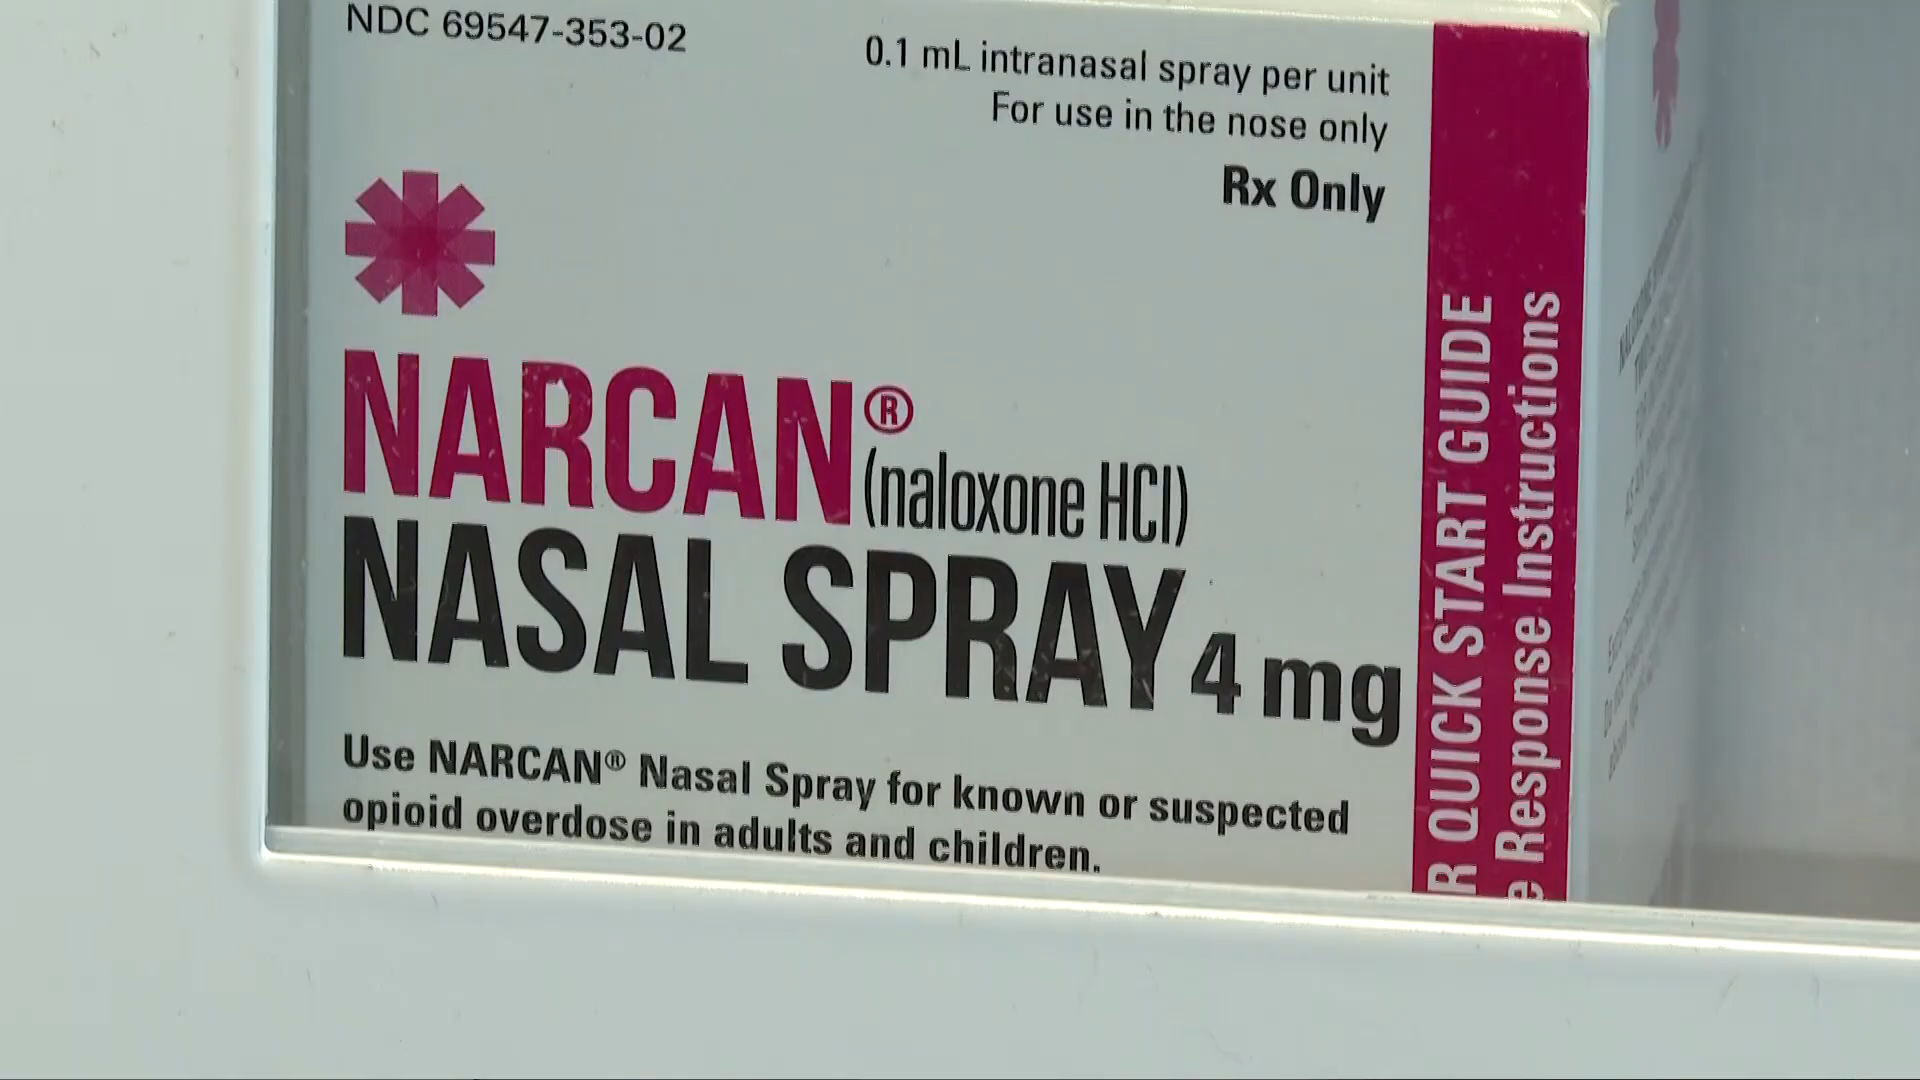 NDC 69547-353-02
0.1 mL intranasal spray per unit
For use in the nose only
Rx Only
NARCAN®
(naloxone HCl)
NASAL SPRAY 4 mg
Use NARCAN® Nasal Spray for known or suspected
opioid overdose in adults and children.
QUICK START GUIDE
Response Instructions